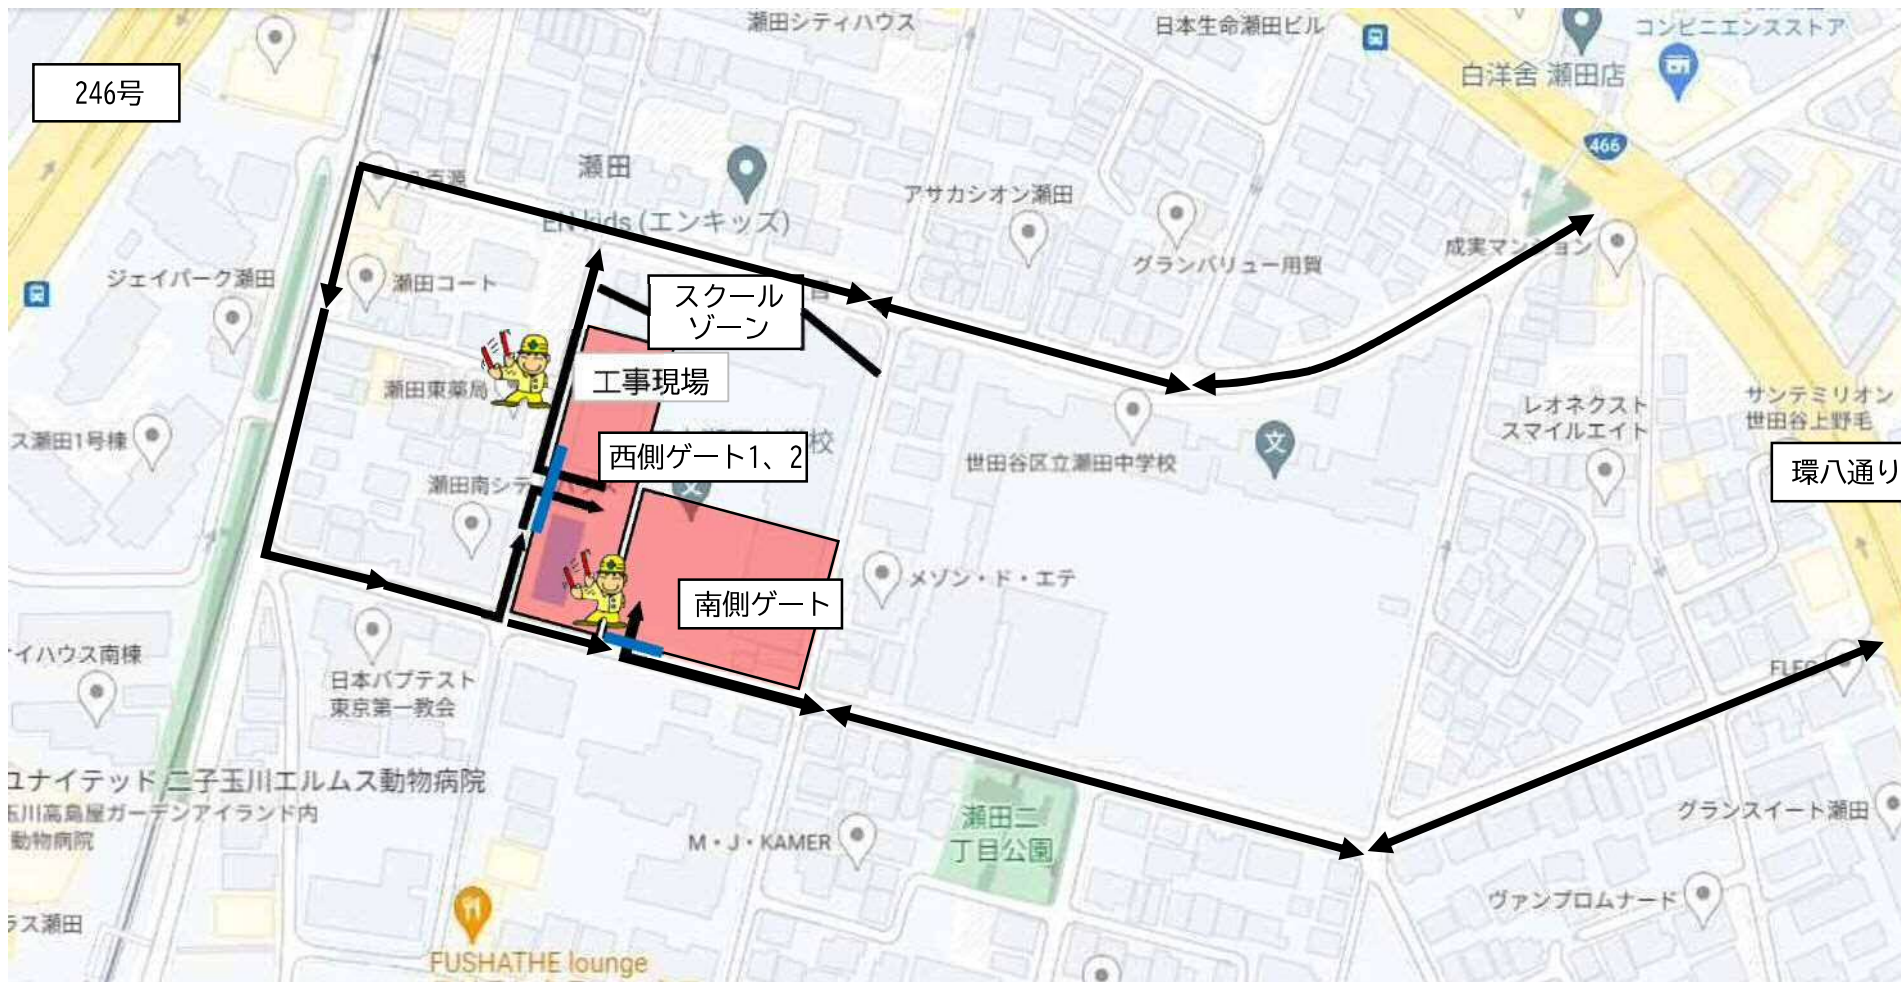 瀬田シティハウス
日本生命瀬田ビル
コンビニエンスストア
246号
白洋舍 瀬田店
466
瀬田
八百源
EN kids (エンキッズ)
アサカシオン瀬田
成実マンション
グランバリュー用賀
ジェイパーク瀬田
瀬田コート
スクール
ゾーン
工事現場
瀬田東薬局
サンテミリオン
世田谷上野毛
レオネクスト
スマイルエイト
ス瀬田1号棟
西側ゲート1、2
校
世田谷区立瀬田中学校
文
環八通り
瀬田南シテ
文
メゾン・ド・エテ
南側ゲート
イハウス南棟
日本バプテスト
東京第一教会
FLEG
ユナイテッド 二子玉川エルムス動物病院
玉川高島屋ガーデンアイランド内
動物病院
瀬田二
丁目公園
M・J・KAMER
グランスイート瀬田
ヴァンプロムナード
ラス瀬田
FUSHATHE lounge